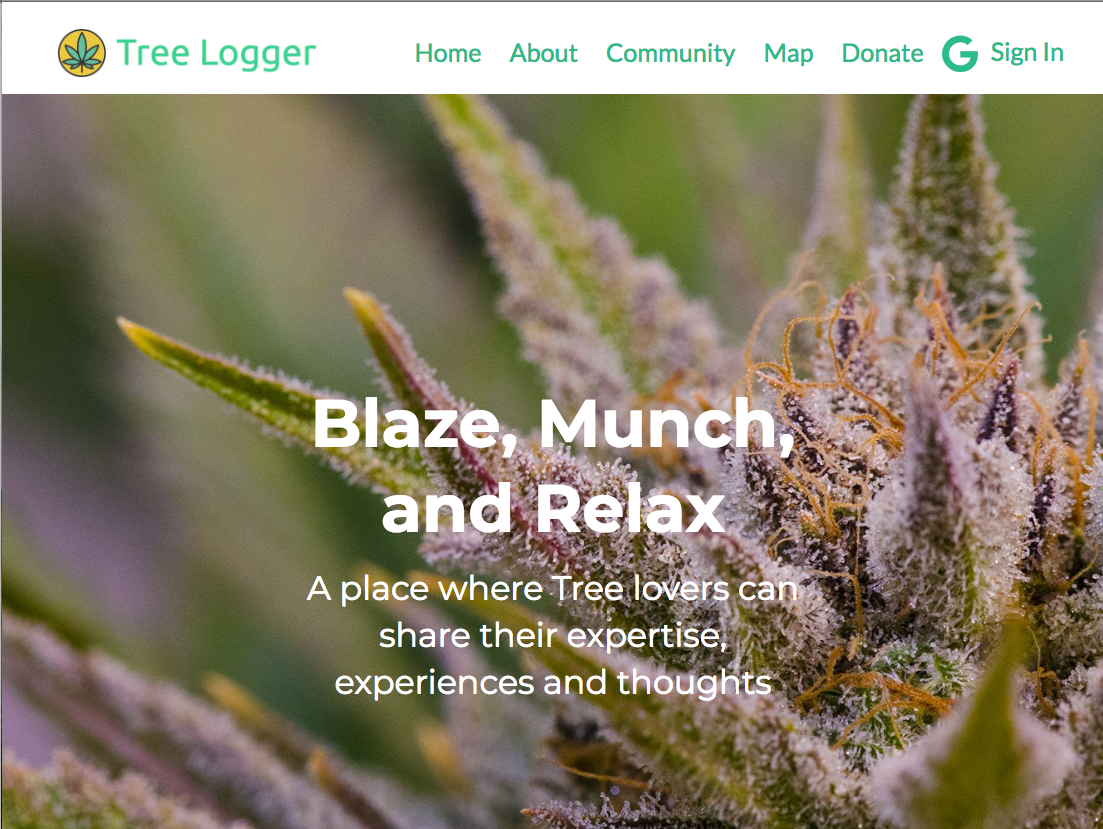 Tree Logger Home About Community Map Donate G Sign In
Blaze, Munch,
and Relax
A place where Tree lovers can
share their expertise,
experiences and thoughts